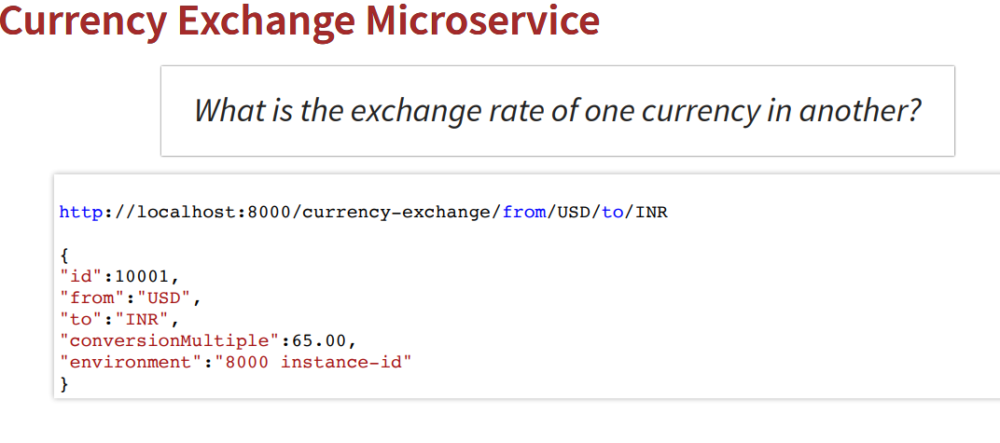 Currency Exchange Microservice
What is the exchange rate of one currency in another?
http://localhost:8000/currency-exchange/from/USD/to/INR
{
"id":10001,
"from":"USD",
"to":"INR",
"conversionMultiple":65.00,
"environment":"8000 instance-id"
}